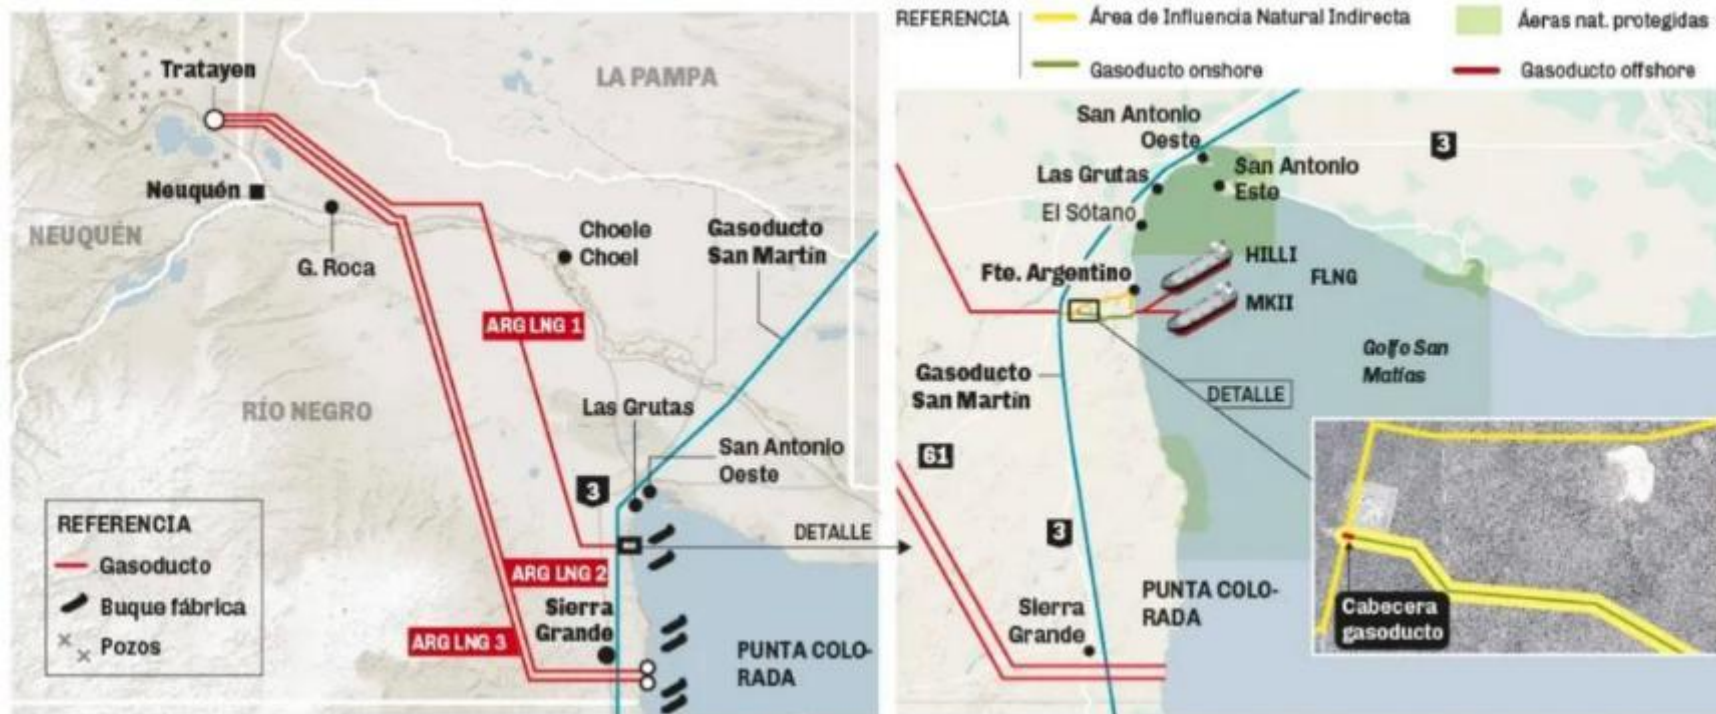 Tratayen
LA PAMPA
Neuquén
NEUQUÉN
G. Roca
Choele
Choel
Gasoducto
San Martín
ARG LNG 1
RÍO NEGRO
Las Grutas
San Antonio
Oeste
3
DETALLE
REFERENCIA
Gasoducto
Buque fábrica
Pozos
ARG LNG 2
ARG LNG 3
Sierra
Grande
PUNTA COLO-
RADA
REFERENCIA
Área de Influencia Natural Indirecta
Áeras nat. protegidas
Gasoducto onshore
Gasoducto offshore
San Antonio
Oeste
3
Las Grutas
San Antonio
Este
El Sótano
Fte. Argentino
HILLI
FLNG
MKII
Golfo San
Matías
Gasoducto
San Martín
DETALLE
61
3
Sierra
Grande
PUNTA COLO-
RADA
Cabecera
gasoducto